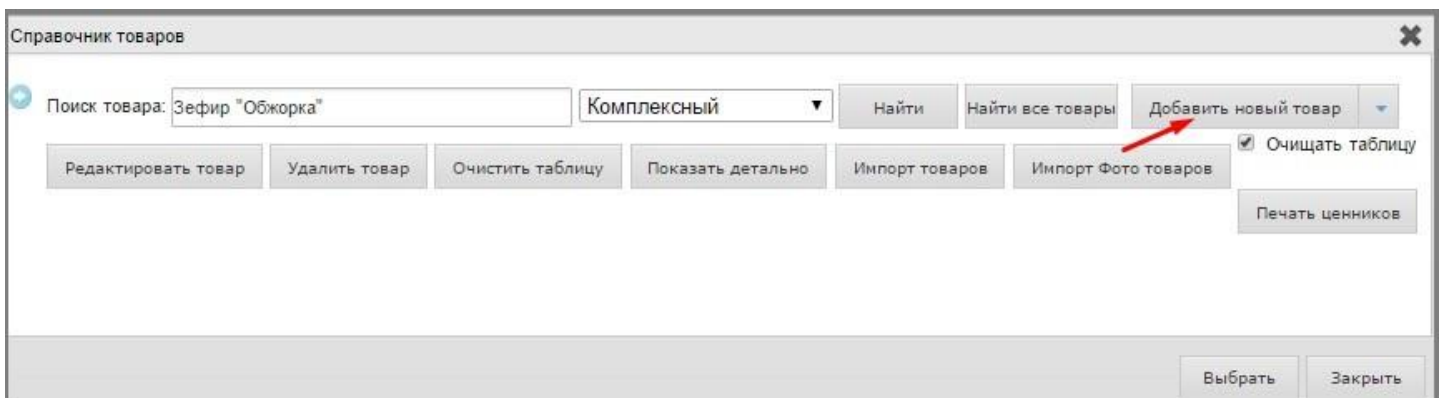 Справочник товаров
Поиск товара: Зефир "Обжорка" Комплексный Найти Найти все товары Добавить новый товар
Очищать таблицу
Редактировать товар Удалить товар Очистить таблицу Показать детально Импорт товаров Импорт Фото товаров
Печать ценников
Выбрать Закрыть